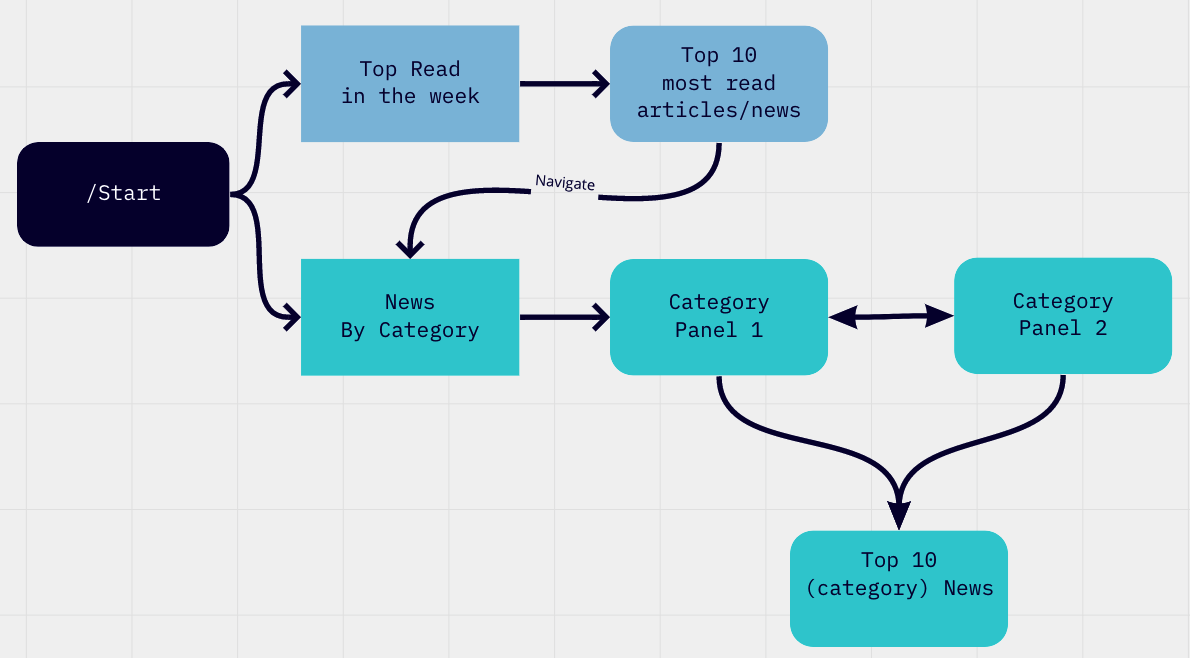 Top Read
in the week
Top 10
most read
articles/news
/Start
Navigate
News
By Category
Category
Panel 1
Category
Panel 2
Top 10
(category) News